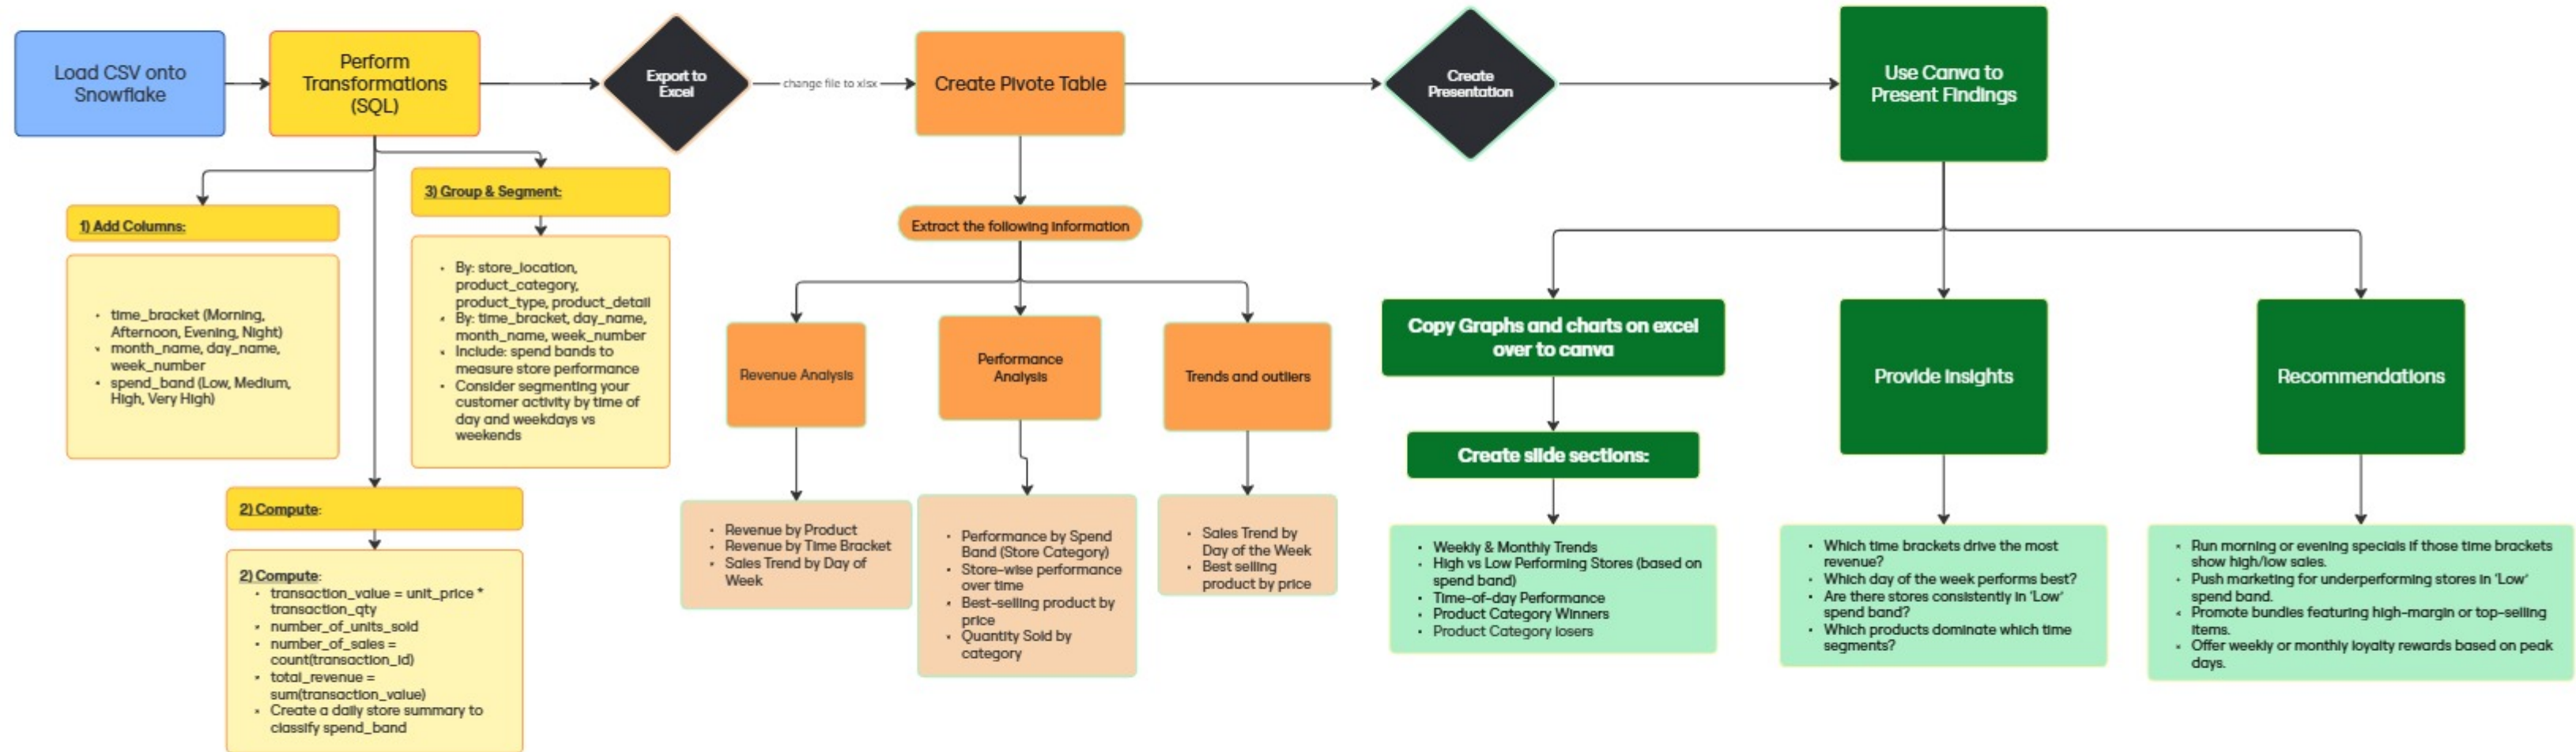 Load CSV onto
Snowflake
Perform
Transformations
(SQL)
Export to
Excel
change file to xlsx
Create Pivote Table
Create
Presentation
Use Canva to
Present Findings
1) Add Columns:
• time_bracket (Morning,
Afternoon, Evening, Night)
• month_name, day_name,
week_number
• spend_band (Low, Medium,
High, Very High)
3) Group & Segment:
• By: store_location,
product_category,
product_type, product_detail
• By: time_bracket, day_name,
month_name, week_number
• Include: spend bands to
measure store performance
• Consider segmenting your
customer activity by time of
day and weekdays vs
weekends
2) Compute:
2) Compute:
• transaction_value = unit_price *
transaction_qty
• number_of_units_sold
• number_of_sales =
count(transaction_id)
• total_revenue =
sum(transaction_value)
• Create a daily store summary to
classify spend_band
Extract the following information
Revenue Analysis
Performance
Analysis
Trends and outliers
• Revenue by Product
• Revenue by Time Bracket
• Sales Trend by Day of
Week
• Performance by Spend
Band (Store Category)
• Store-wise performance
over time
• Best-selling product by
price
• Quantity Sold by
category
• Sales Trend by
Day of the Week
• Best selling
product by price
Copy Graphs and charts on excel
over to canva
Create slide sections:
• Weekly & Monthly Trends
• High vs Low Performing Stores (based on
spend band)
• Time-of-day Performance
• Product Category Winners
• Product Category losers
Provide insights
• Which time brackets drive the most
revenue?
• Which day of the week performs best?
• Are there stores consistently in 'Low'
spend band?
• Which products dominate which time
segments?
Recommendations
• Run morning or evening specials if those time brackets
show high/low sales.
• Push marketing for underperforming stores in 'Low'
spend band.
• Promote bundles featuring high-margin or top-selling
items.
• Offer weekly or monthly loyalty rewards based on peak
days.